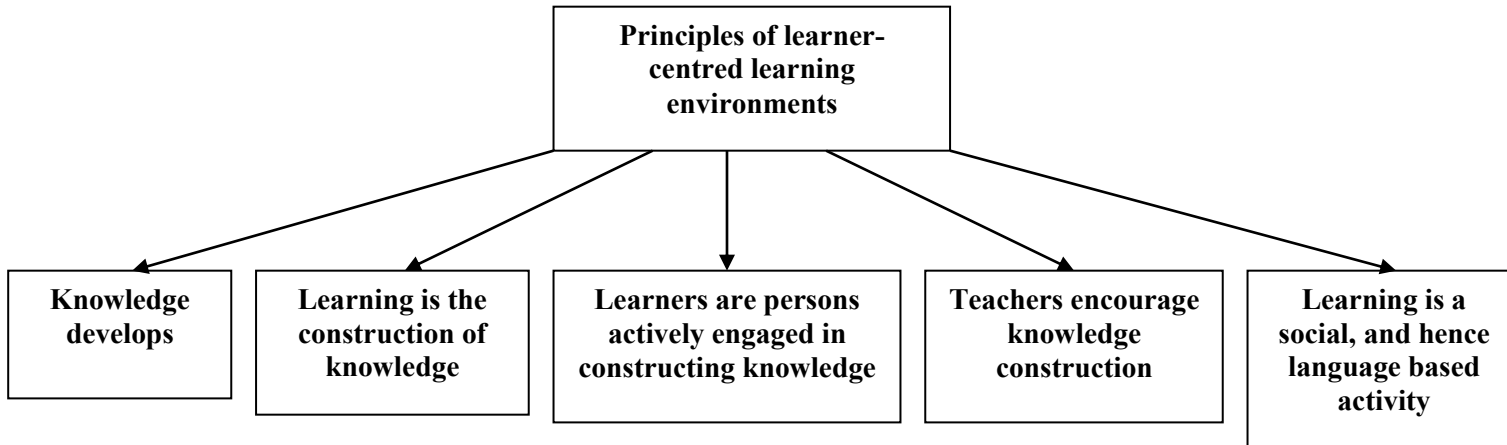 Principles of learner-
centred learning
environments
Knowledge
develops
Learning is the
construction of
knowledge
Learners are persons
actively engaged in
constructing knowledge
Teachers encourage
knowledge
construction
Learning is a
social, and hence
language based
activity